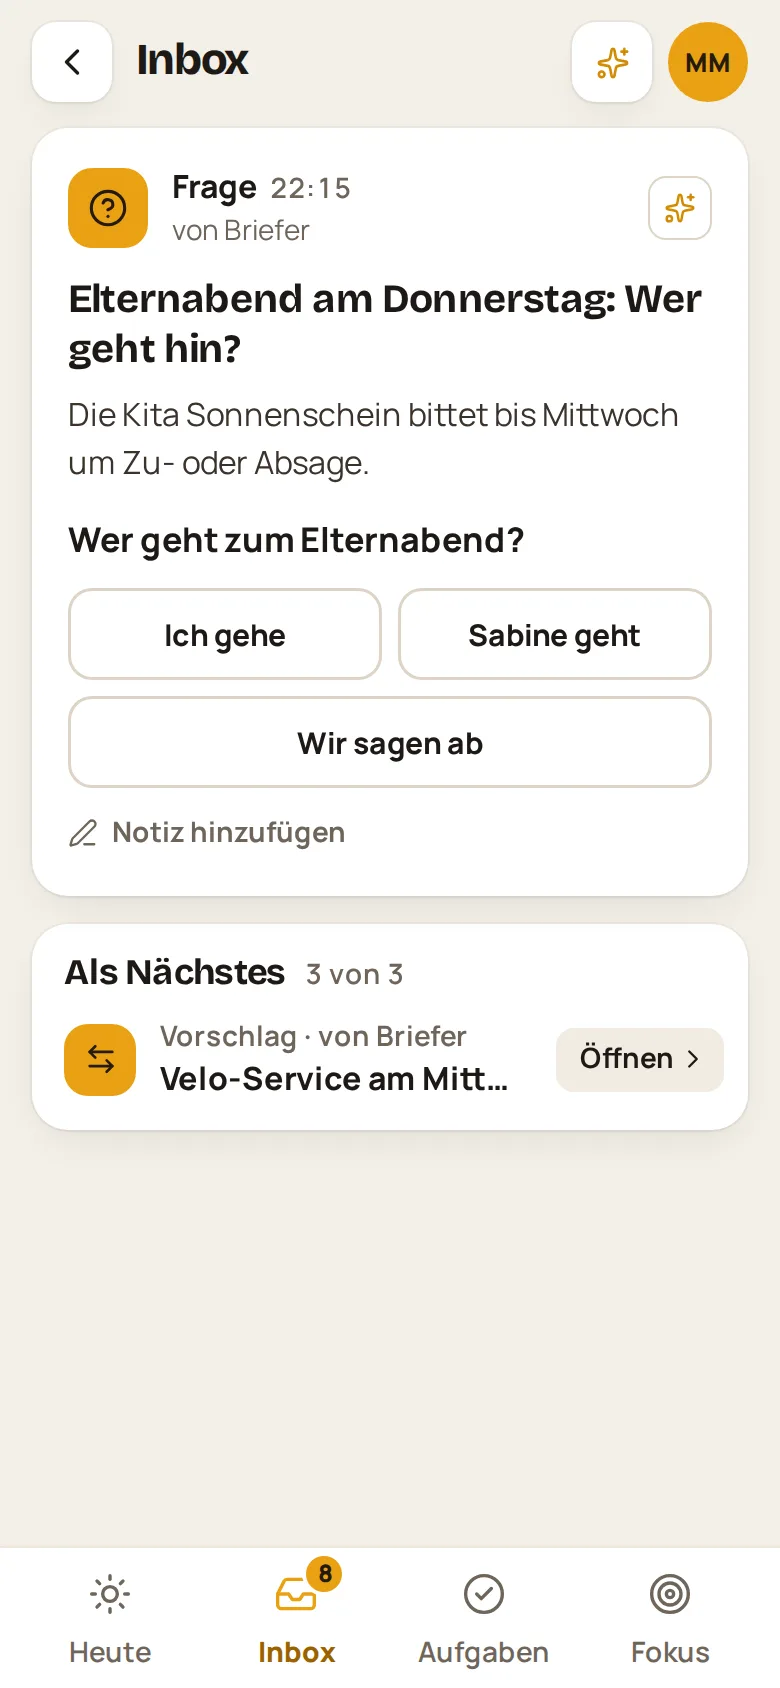 Inbox
MM
Frage 22:15
von Briefer
Elternabend am Donnerstag: Wer
geht hin?
Die Kita Sonnenschein bittet bis Mittwoch
um Zu- oder Absage.
Wer geht zum Elternabend?
Ich gehe
Sabine geht
Wir sagen ab
Notiz hinzufügen
Als Nächstes 3 von 3
Vorschlag · von Briefer
Velo-Service am Mitt…
Öffnen
8
Heute
Inbox
Aufgaben
Fokus